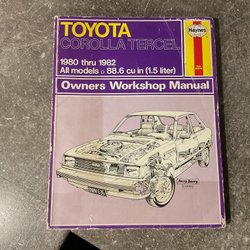 TOYOTA
Haynes
COROLLA TERCEL
1980 thru 1982
All models □ 88.6 cu in (1.5 liter)
Owners Workshop Manual